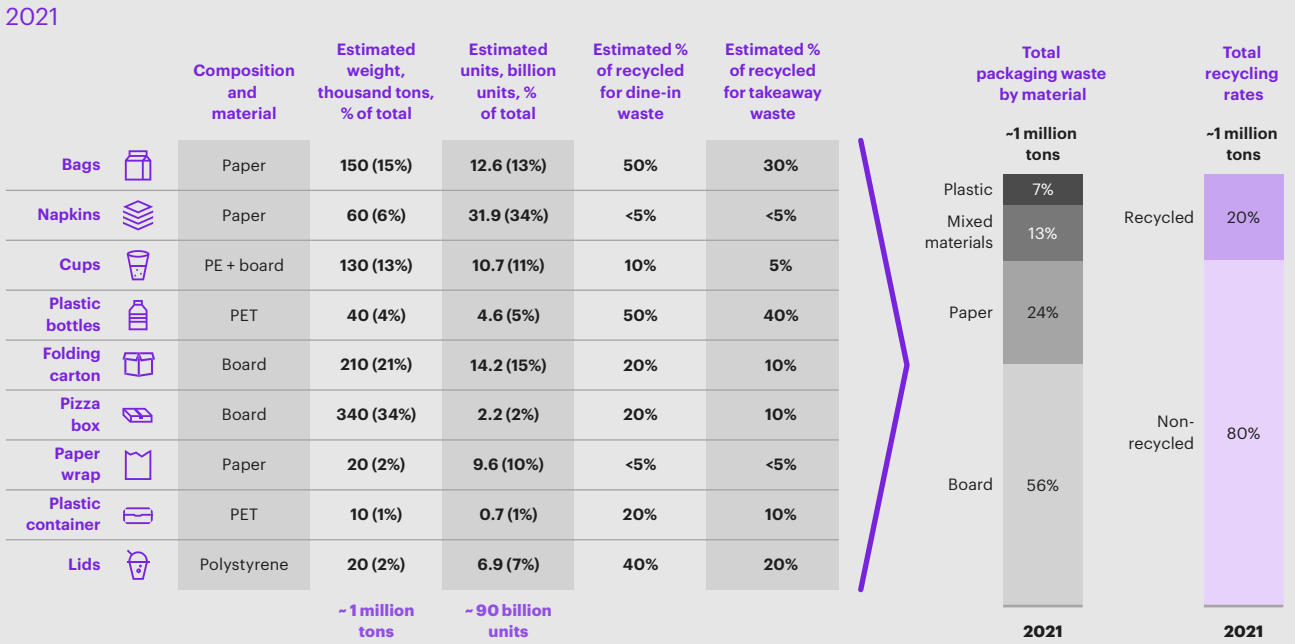 2021
Composition
and
material
Estimated
weight,
thousand tons,
% of total
Estimated
units, billion
units, %
of total
Estimated %
of recycled
for dine-in
waste
Estimated %
of recycled
for takeaway
waste
Bags Paper 150 (15%) 12.6 (13%) 50% 30%
Napkins Paper 60 (6%) 31.9 (34%) <5% <5%
Cups PE + board 130 (13%) 10.7 (11%) 10% 5%
Plastic
bottles PET 40 (4%) 4.6 (5%) 50% 40%
Folding
carton Board 210 (21%) 14.2 (15%) 20% 10%
Pizza
box Board 340 (34%) 2.2 (2%) 20% 10%
Paper
wrap Paper 20 (2%) 9.6 (10%) <5% <5%
Plastic
container PET 10 (1%) 0.7 (1%) 20% 10%
Lids Polystyrene 20 (2%) 6.9 (7%) 40% 20%
~ 1 million
tons
~ 90 billion
units
Total
packaging waste
by material
~1 million
tons
Plastic 7%
Mixed
materials 13%
Paper 24%
Board 56%
2021
Total
recycling
rates
~1 million
tons
Recycled 20%
Non-
recycled 80%
2021